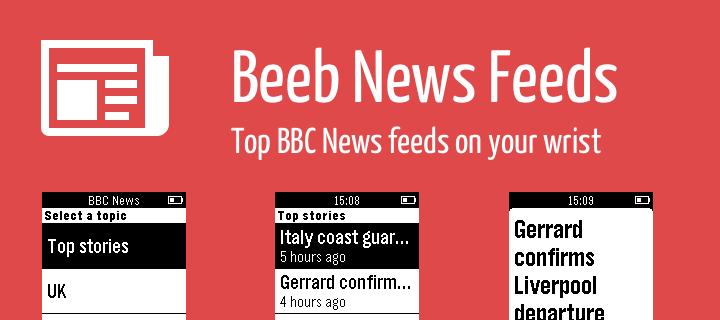 Beeb News Feeds
Top BBC News feeds on your wrist
BBC News
Select a topic
Top stories
UK
15:08
Top stories
Italy coast guar...
5 hours ago
Gerrard confirm...
4 hours ago
15:09
Gerrard
confirms
Liverpool
departure